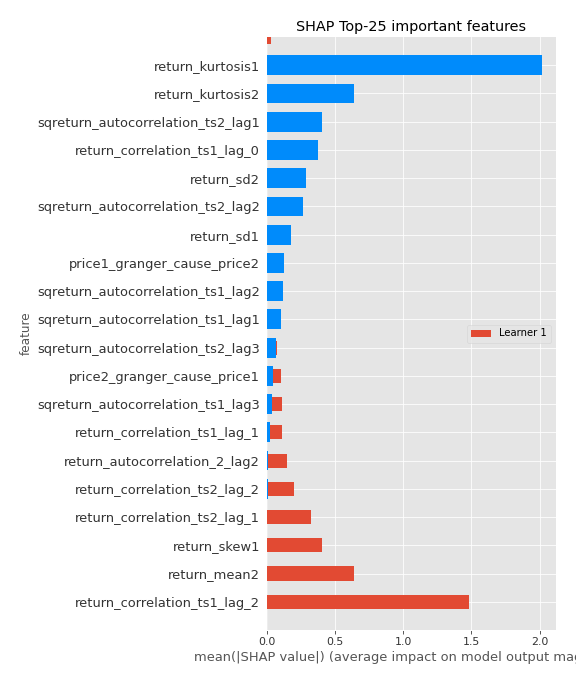 SHAP Top-25 important features
return_kurtosis1
return_kurtosis2
sqreturn_autocorrelation_ts2_lag1
return_correlation_ts1_lag_0
return_sd2
sqreturn_autocorrelation_ts2_lag2
return_sd1
price1_granger_cause_price2
sqreturn_autocorrelation_ts1_lag2
sqreturn_autocorrelation_ts1_lag1
sqreturn_autocorrelation_ts2_lag3
price2_granger_cause_price1
sqreturn_autocorrelation_ts1_lag3
return_correlation_ts1_lag_1
return_autocorrelation_2_lag2
return_correlation_ts2_lag_2
return_correlation_ts2_lag_1
return_skew1
return_mean2
return_correlation_ts1_lag_2
feature
Learner 1
0.0 0.5 1.0 1.5 2.0
mean(|SHAP value|) (average impact on model output mag